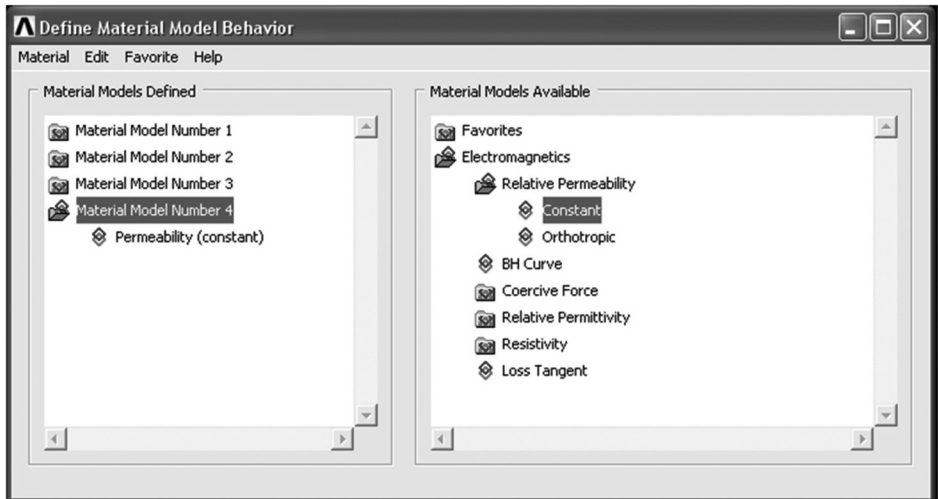 Define Material Model Behavior
Material Edit Favorite Help
Material Models Defined
Material Model Number 1
Material Model Number 2
Material Model Number 3
Material Model Number 4
Permeability (constant)
Material Models Available
Favorites
Electromagnetics
Relative Permeability
Constant
Orthotropic
BH Curve
Coercive Force
Relative Permittivity
Resistivity
Loss Tangent